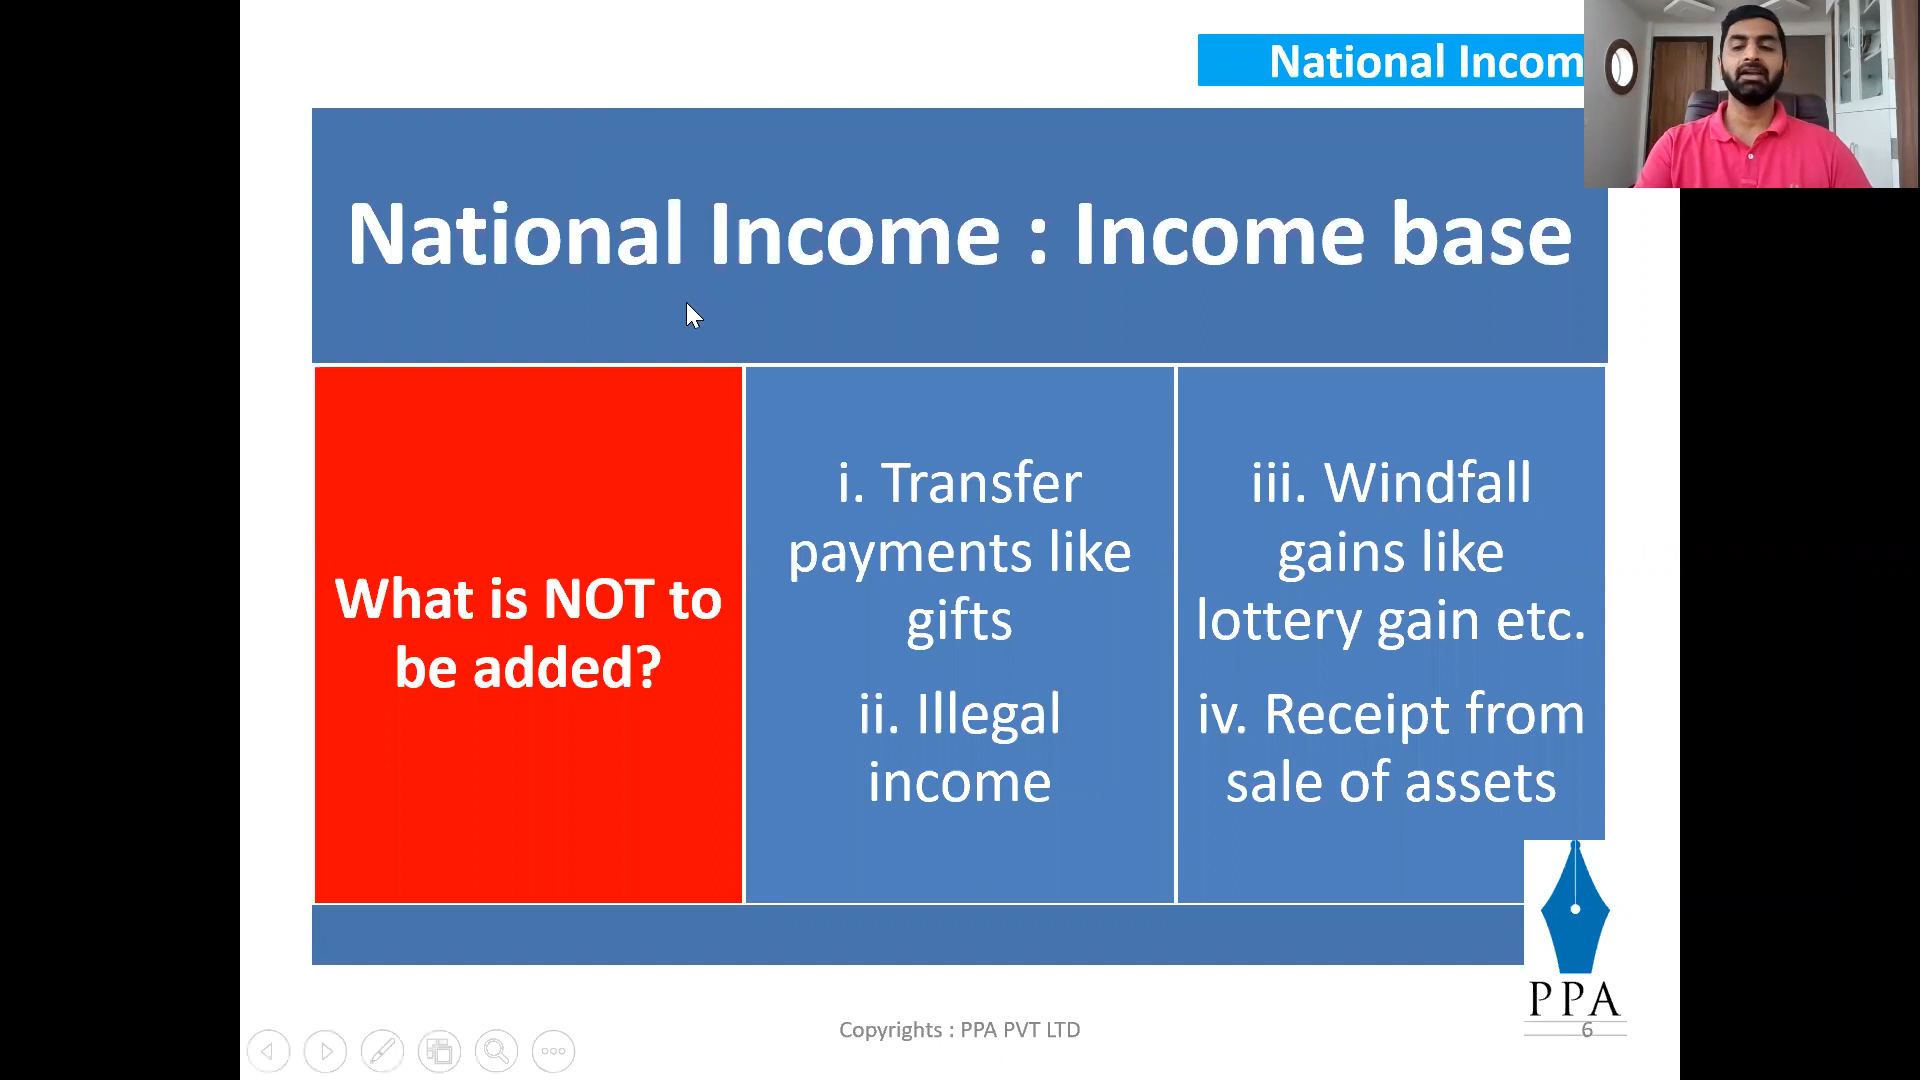 National Incom
National Income : Income base
What is NOT to
be added?
i. Transfer
payments like
gifts
ii. Illegal
income
iii. Windfall
gains like
lottery gain etc.
iv. Receipt from
sale of assets
PPA
Copyrights : PPA PVT LTD
6